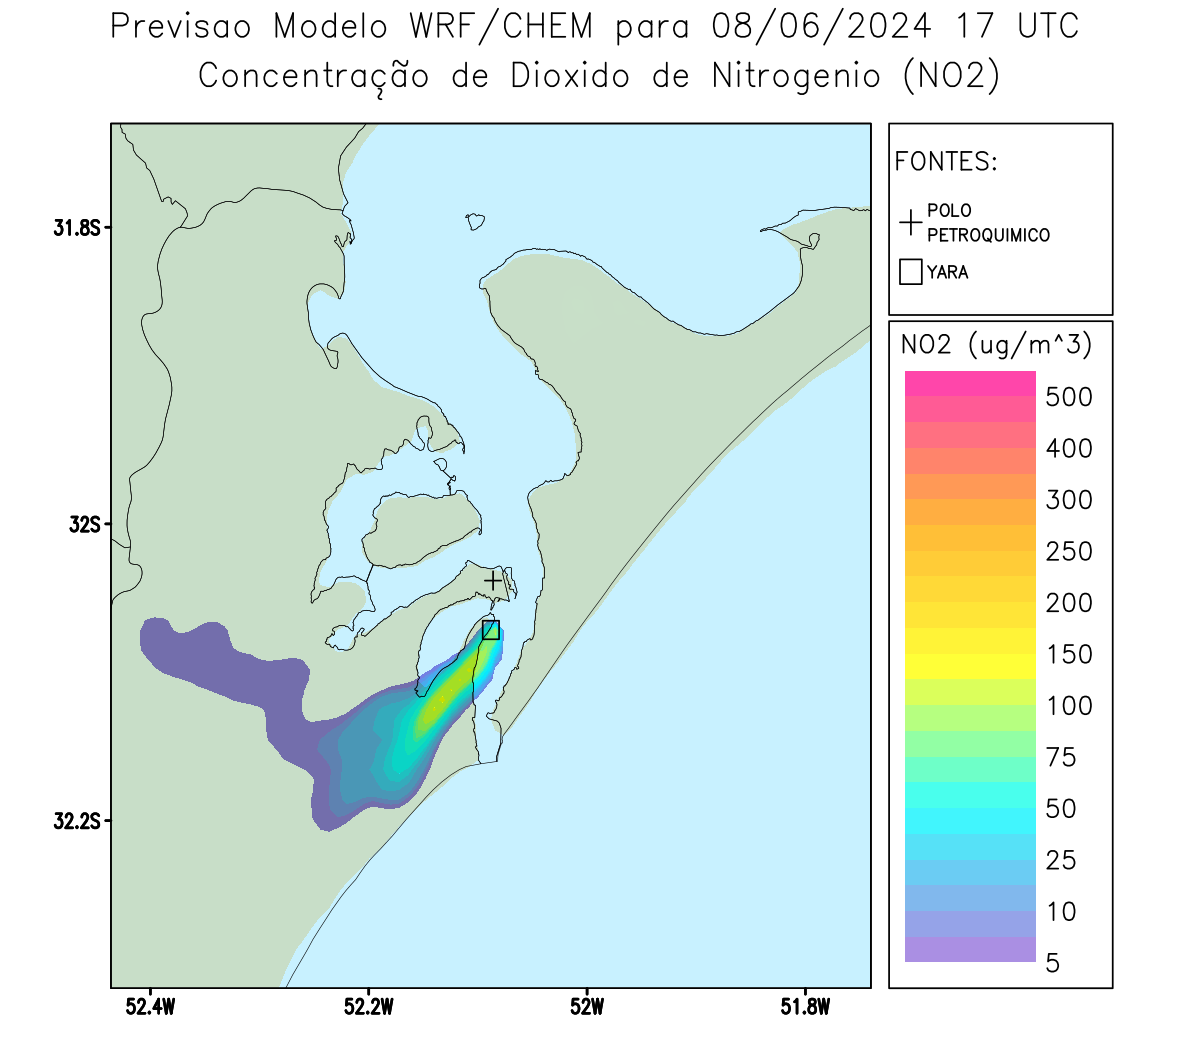 Previsao Modelo WRF/CHEM para 08/06/2024 17 UTC
Concentração de Dioxido de Nitrogenio (NO2)
FONTES:
POLO
PETROQUIMICO
YARA
31.8S
32S
32.2S
52.4W
52.2W
52W
51.8W
NO2 (ug/m^3)
500
400
300
250
200
150
100
75
50
25
10
5